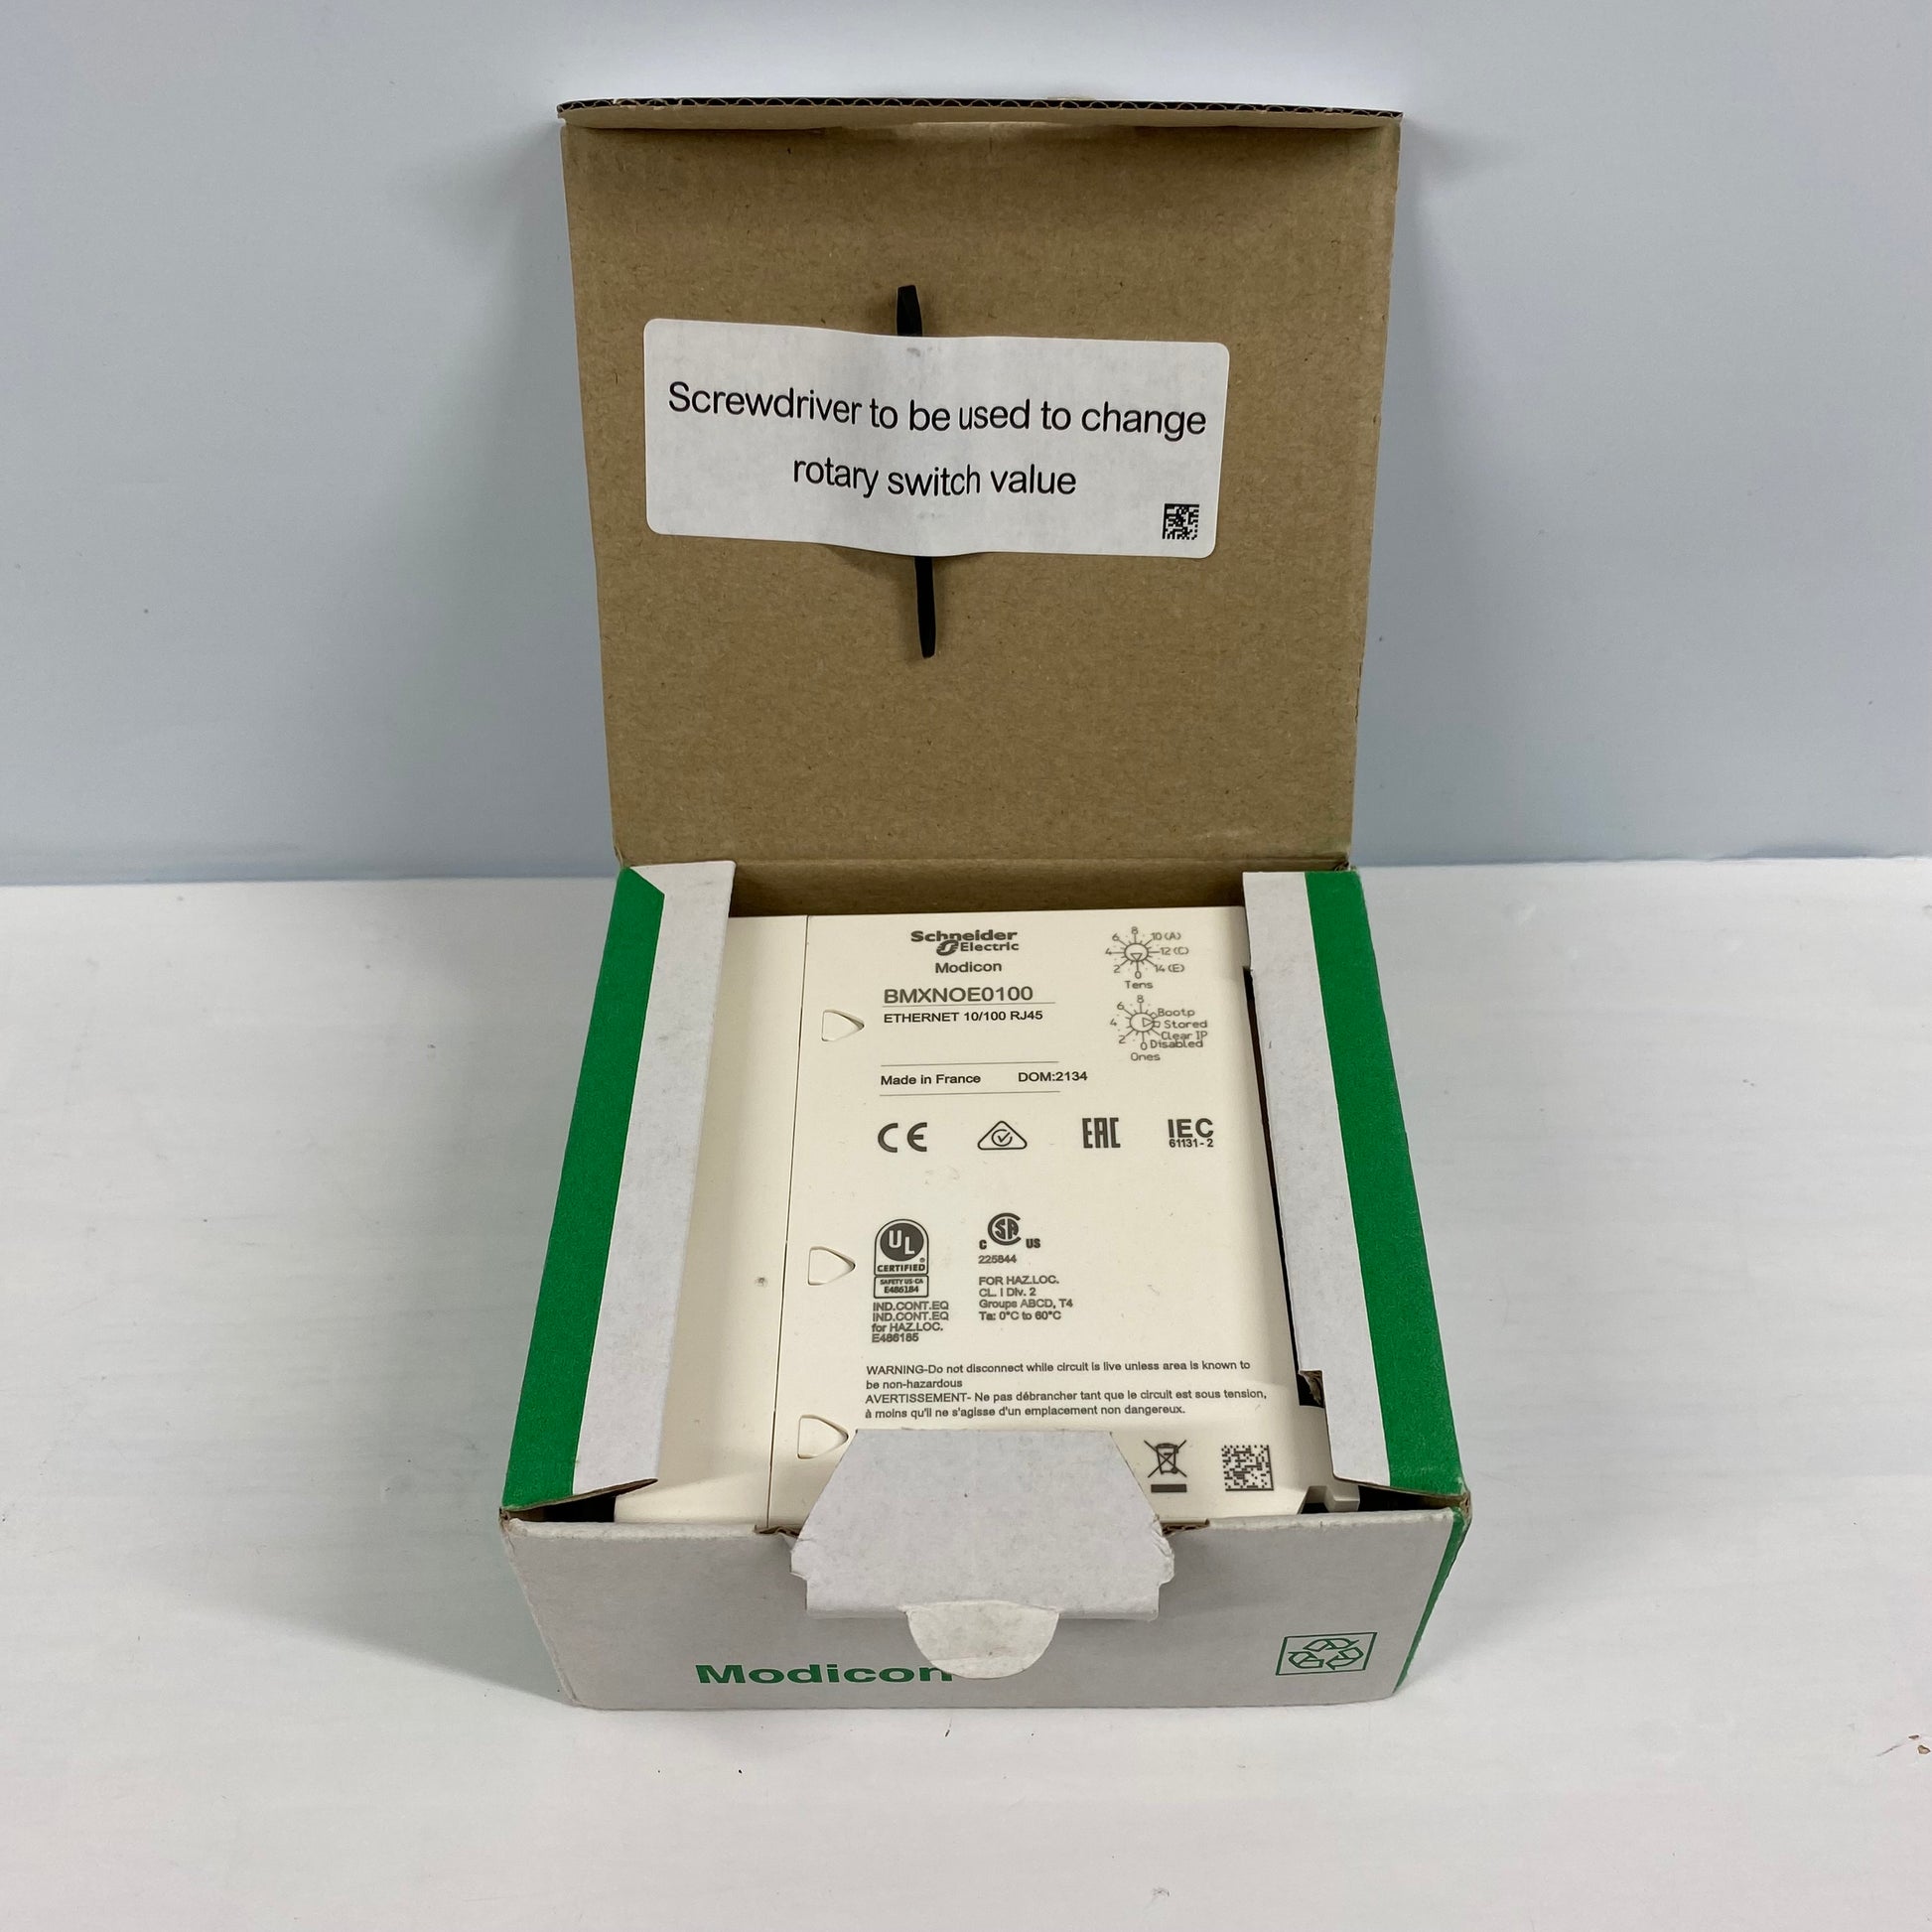 Screwdriver to be used to change
rotary switch value
Schneider
Electric
Modicon
BMXNOE0100
ETHERNET 10/100 RJ45
Made in France DOM:2134
8
6 10(A)
4 12(C)
2 14(E)
0
Tens
8
6 Bootp
4 Stored
Clear IP
2 Disabled
0
Ones
CE
EAC
IEC
61131-2
UL
CERTIFIED
SAFETY US-CA
E486184
IND.CONT.EQ
IND.CONT.EQ
for HAZ.LOC.
E486185
C SA US
225844
FOR HAZ.LOC.
CL. I Div. 2
Groups ABCD, T4
Ta: 0°C to 60°C
WARNING-Do not disconnect while circuit is live unless area is known to
be non-hazardous
AVERTISSEMENT- Ne pas débrancher tant que le circuit est sous tension,
à moins qu'il ne s'agisse d'un emplacement non dangereux.
Modicon